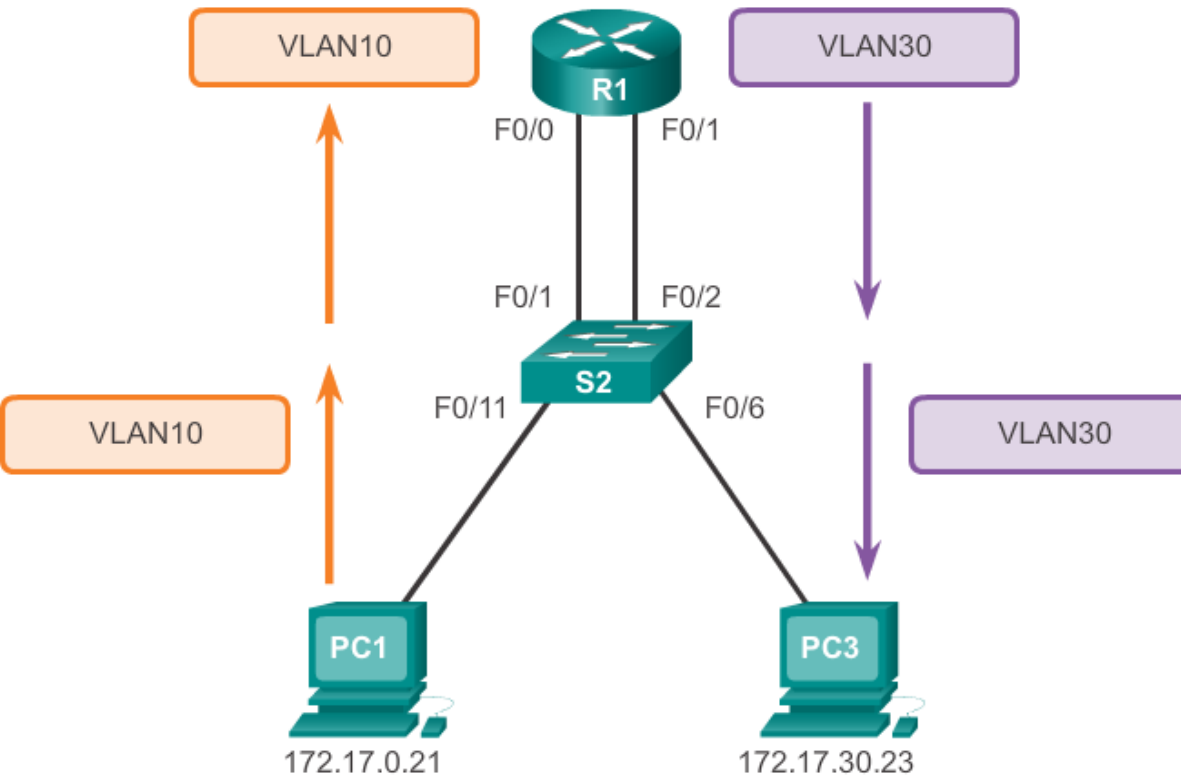 VLAN10
R1
VLAN30
F0/0
F0/1
F0/1
F0/2
S2
F0/11
F0/6
VLAN10
VLAN30
PC1
PC3
172.17.0.21
172.17.30.23